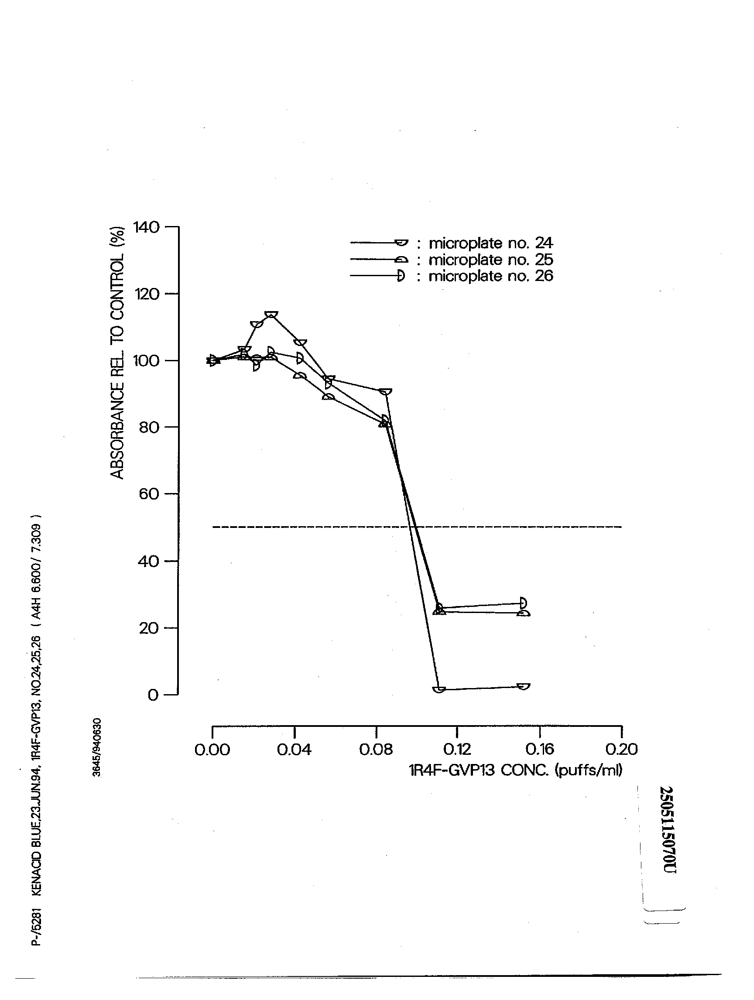 140
120
100
80
60
40
20
0
ABSORBANCE REL. TO CONTROL (%)
: microplate no. 24
: microplate no. 25
: microplate no. 26
0.00 0.04 0.08 0.12 0.16 0.20
1R4F-GVP13 CONC. (puffs/ml)
3645/940630
P-/5281 KENACID BLUE,23.JUN.94, 1R4F-GVP13, NO.24,25,26 ( A4H 6.600/ 7.309 )
2505115070U